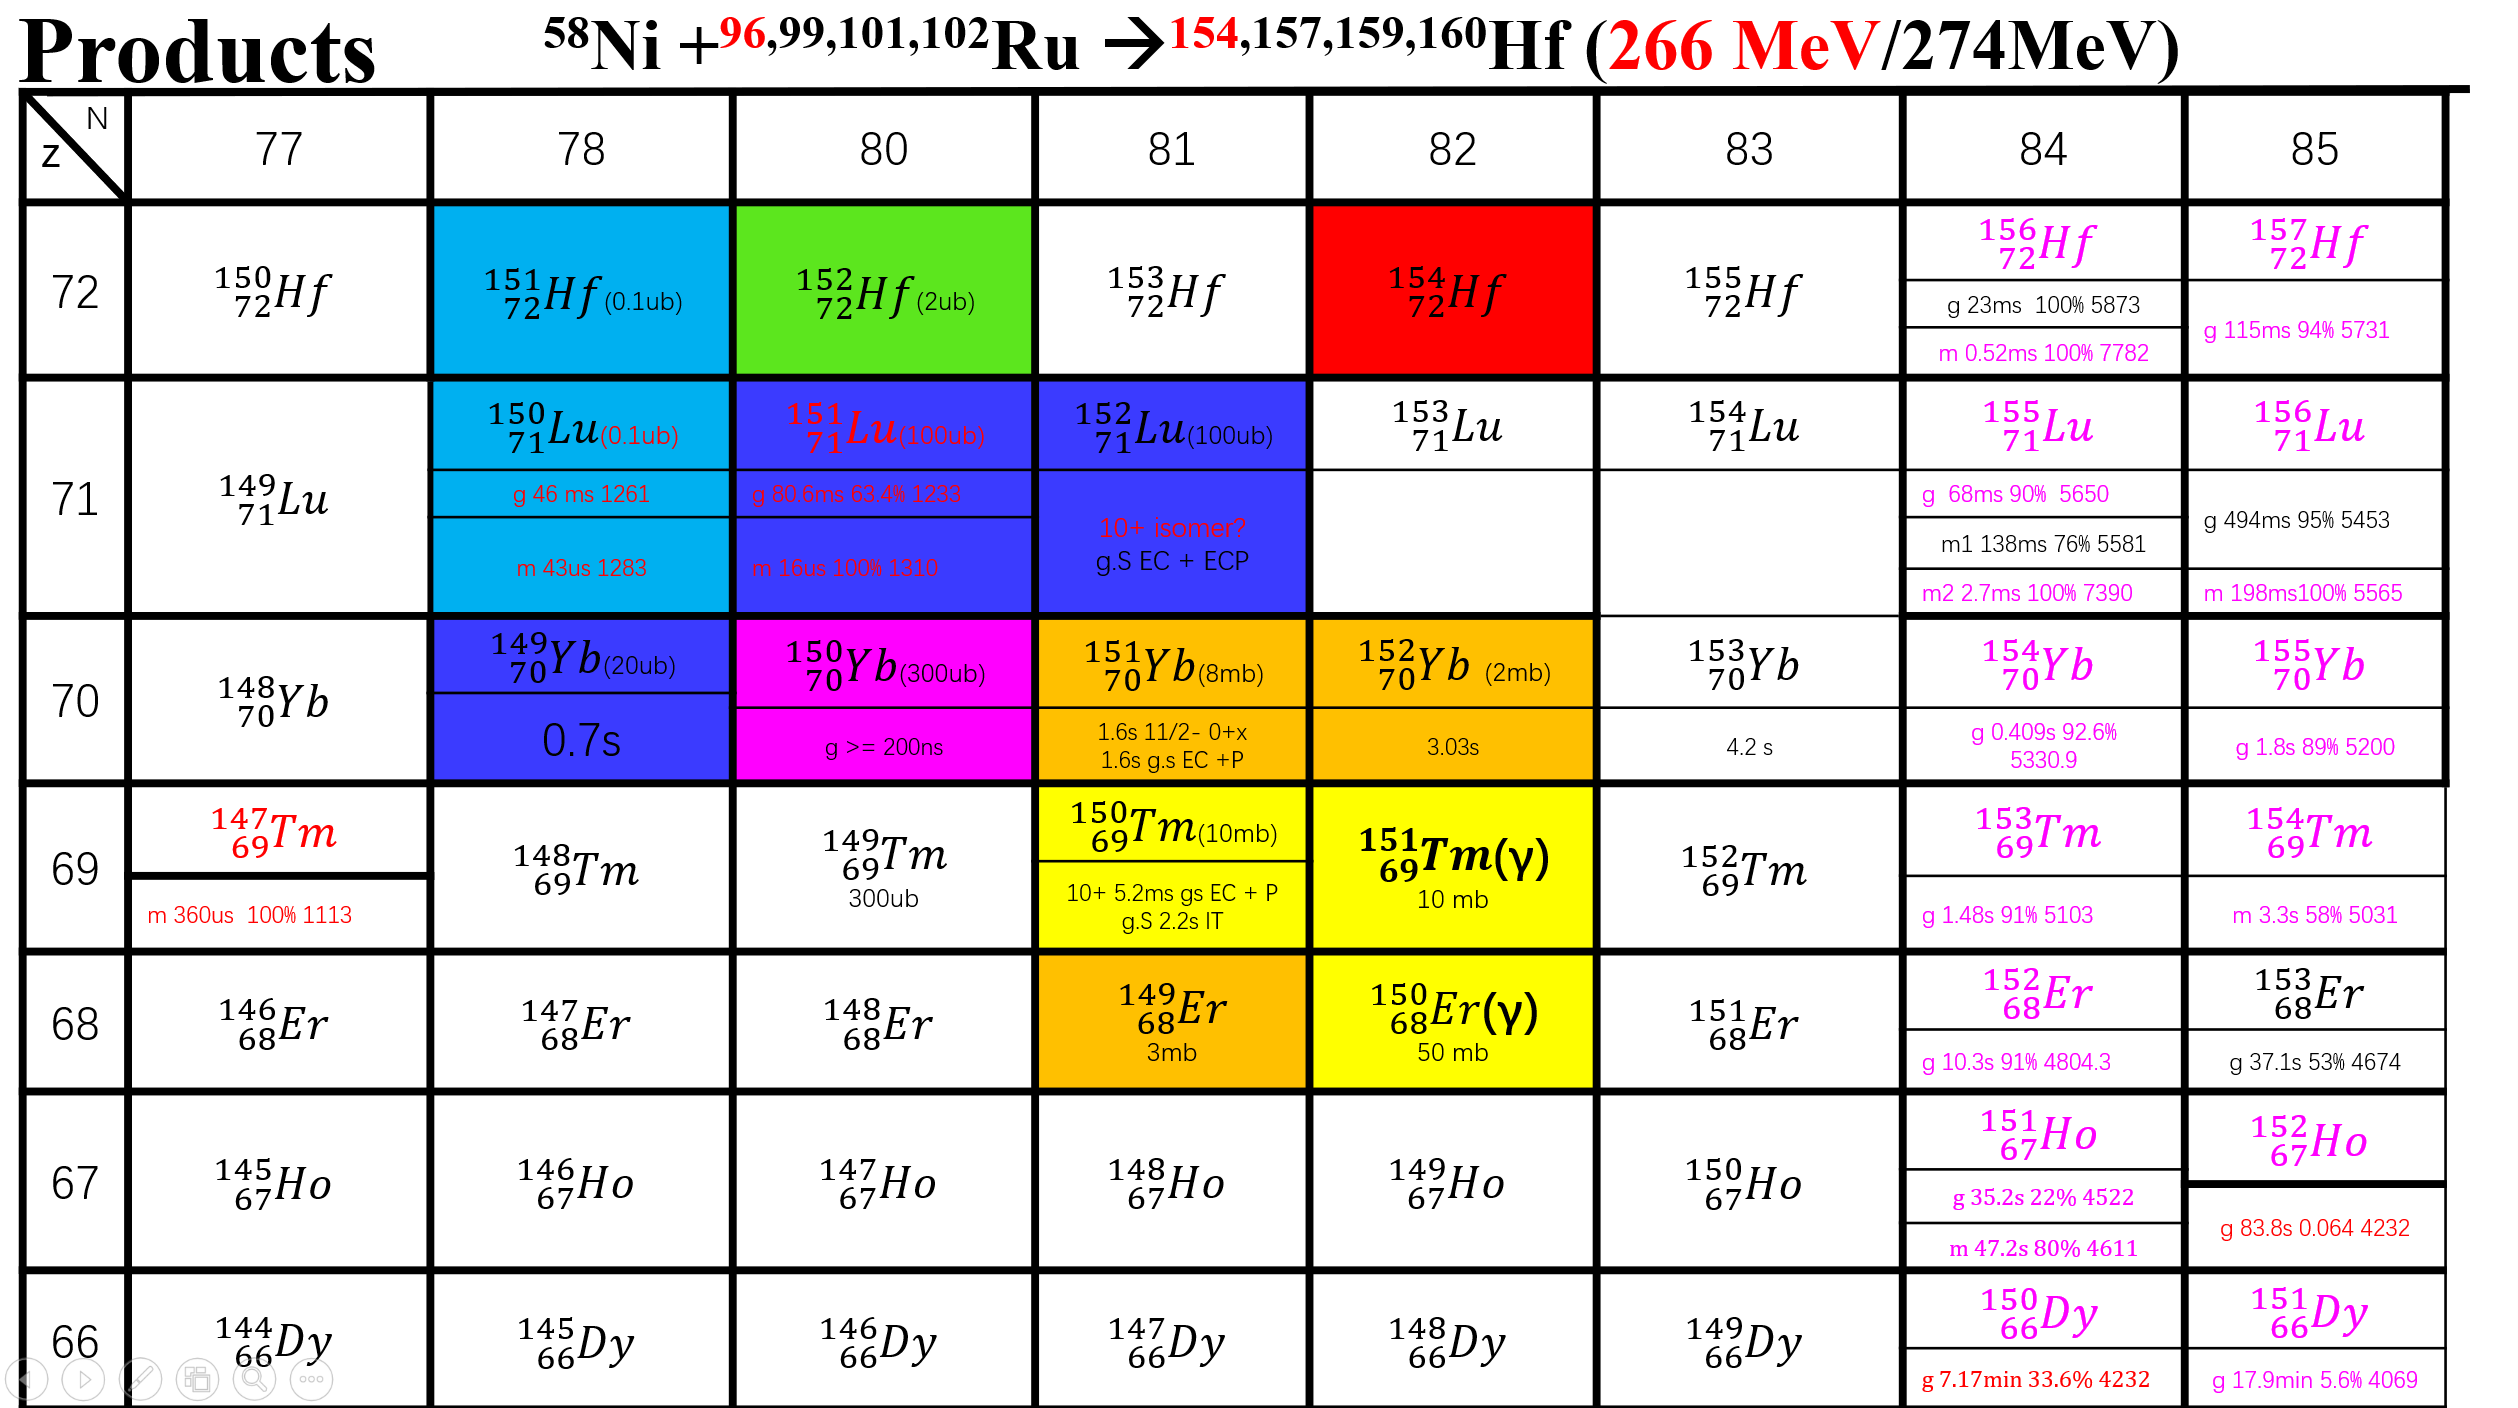 Products
58Ni +96,99,101,102Ru →154,157,159,160Hf (266 MeV/274MeV)
N
Z
77 78 80 81 82 83 84 85
72
150 72 Hf
151 72 Hf (0.1ub)
152 72 Hf (2ub)
153 72 Hf
154 72 Hf
155 72 Hf
156 72 Hf
g 23ms 100% 5873
m 0.52ms 100% 7782
157 72 Hf
g 115ms 94% 5731
71
149 71 Lu
150 71 Lu(0.1ub)
g 46 ms 1261
m 43us 1283
151 71 Lu(100ub)
g 80.6ms 63.4% 1233
m 16us 100% 1310
152 71 Lu(100ub)
10+ isomer?
g.S EC + ECP
153 71 Lu
154 71 Lu
155 71 Lu
g 68ms 90% 5650
m1 138ms 76% 5581
m2 2.7ms 100% 7390
156 71 Lu
g 494ms 95% 5453
m 198ms100% 5565
70
148 70 Yb
149 70 Yb(20ub)
0.7s
150 70 Yb(300ub)
g >= 200ns
151 70 Yb(8mb)
1.6s 11/2- 0+x
1.6s g.s EC +P
152 70 Yb (2mb)
3.03s
153 70 Yb
4.2 s
154 70 Yb
g 0.409s 92.6%
5330.9
155 70 Yb
g 1.8s 89% 5200
69
147 69 Tm
m 360us 100% 1113
148 69 Tm
149 69 Tm
300ub
150 69 Tm(10mb)
10+ 5.2ms gs EC + P
g.S 2.2s IT
151 69 Tm(γ)
10 mb
152 69 Tm
153 69 Tm
g 1.48s 91% 5103
154 69 Tm
m 3.3s 58% 5031
68
146 68 Er
147 68 Er
148 68 Er
149 68 Er
3mb
150 68 Er(γ)
50 mb
151 68 Er
152 68 Er
g 10.3s 91% 4804.3
153 68 Er
g 37.1s 53% 4674
67
145 67 Ho
146 67 Ho
147 67 Ho
148 67 Ho
149 67 Ho
150 67 Ho
151 67 Ho
g 35.2s 22% 4522
m 47.2s 80% 4611
152 67 Ho
g 83.8s 0.064 4232
66
144 66 Dy
145 66 Dy
146 66 Dy
147 66 Dy
148 66 Dy
149 66 Dy
150 66 Dy
g 7.17min 33.6% 4232
151 66 Dy
g 17.9min 5.6% 4069